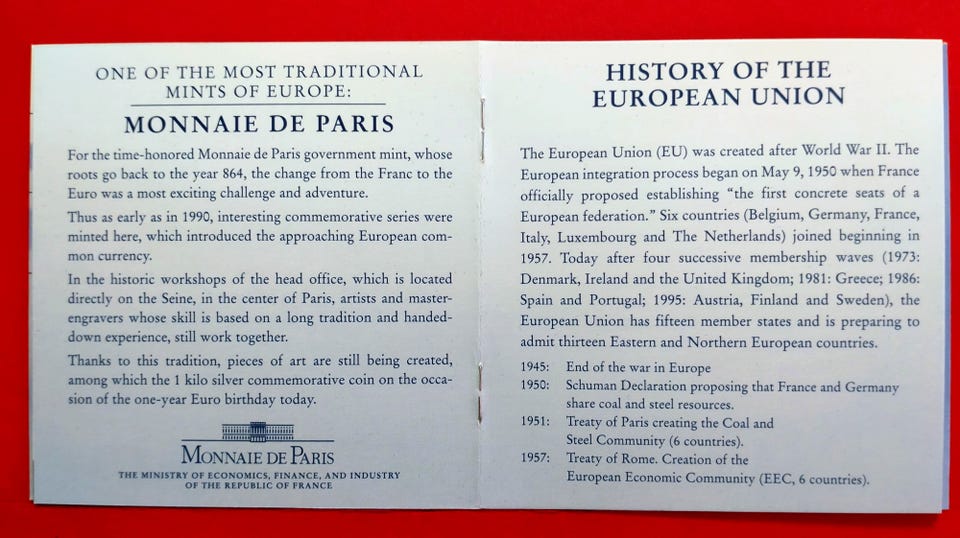 ONE OF THE MOST TRADITIONAL
MINTS OF EUROPE:
MONNAIE DE PARIS
For the time-honored Monnaie de Paris government mint, whose
roots go back to the year 864, the change from the Franc to the
Euro was a most exciting challenge and adventure.
Thus as early as in 1990, interesting commemorative series were
minted here, which introduced the approaching European com-
mon currency.
In the historic workshops of the head office, which is located
directly on the Seine, in the center of Paris, artists and master-
engravers whose skill is based on a long tradition and handed-
down experience, still work together.
Thanks to this tradition, pieces of art are still being created,
among which the 1 kilo silver commemorative coin on the occa-
sion of the one-year Euro birthday today.
MONNAIE DE PARIS
THE MINISTRY OF ECONOMICS, FINANCE, AND INDUSTRY
OF THE REPUBLIC OF FRANCE
HISTORY OF THE
EUROPEAN UNION
The European Union (EU) was created after World War II. The
European integration process began on May 9, 1950 when France
officially proposed establishing “the first concrete seats of a
European federation.” Six countries (Belgium, Germany, France,
Italy, Luxembourg and The Netherlands) joined beginning in
1957. Today after four successive membership waves (1973:
Denmark, Ireland and the United Kingdom; 1981: Greece; 1986:
Spain and Portugal; 1995: Austria, Finland and Sweden), the
European Union has fifteen member states and is preparing to
admit thirteen Eastern and Northern European countries.
1945: End of the war in Europe
1950: Schuman Declaration proposing that France and Germany
share coal and steel resources.
1951: Treaty of Paris creating the Coal and
Steel Community (6 countries).
1957: Treaty of Rome. Creation of the
European Economic Community (EEC, 6 countries).